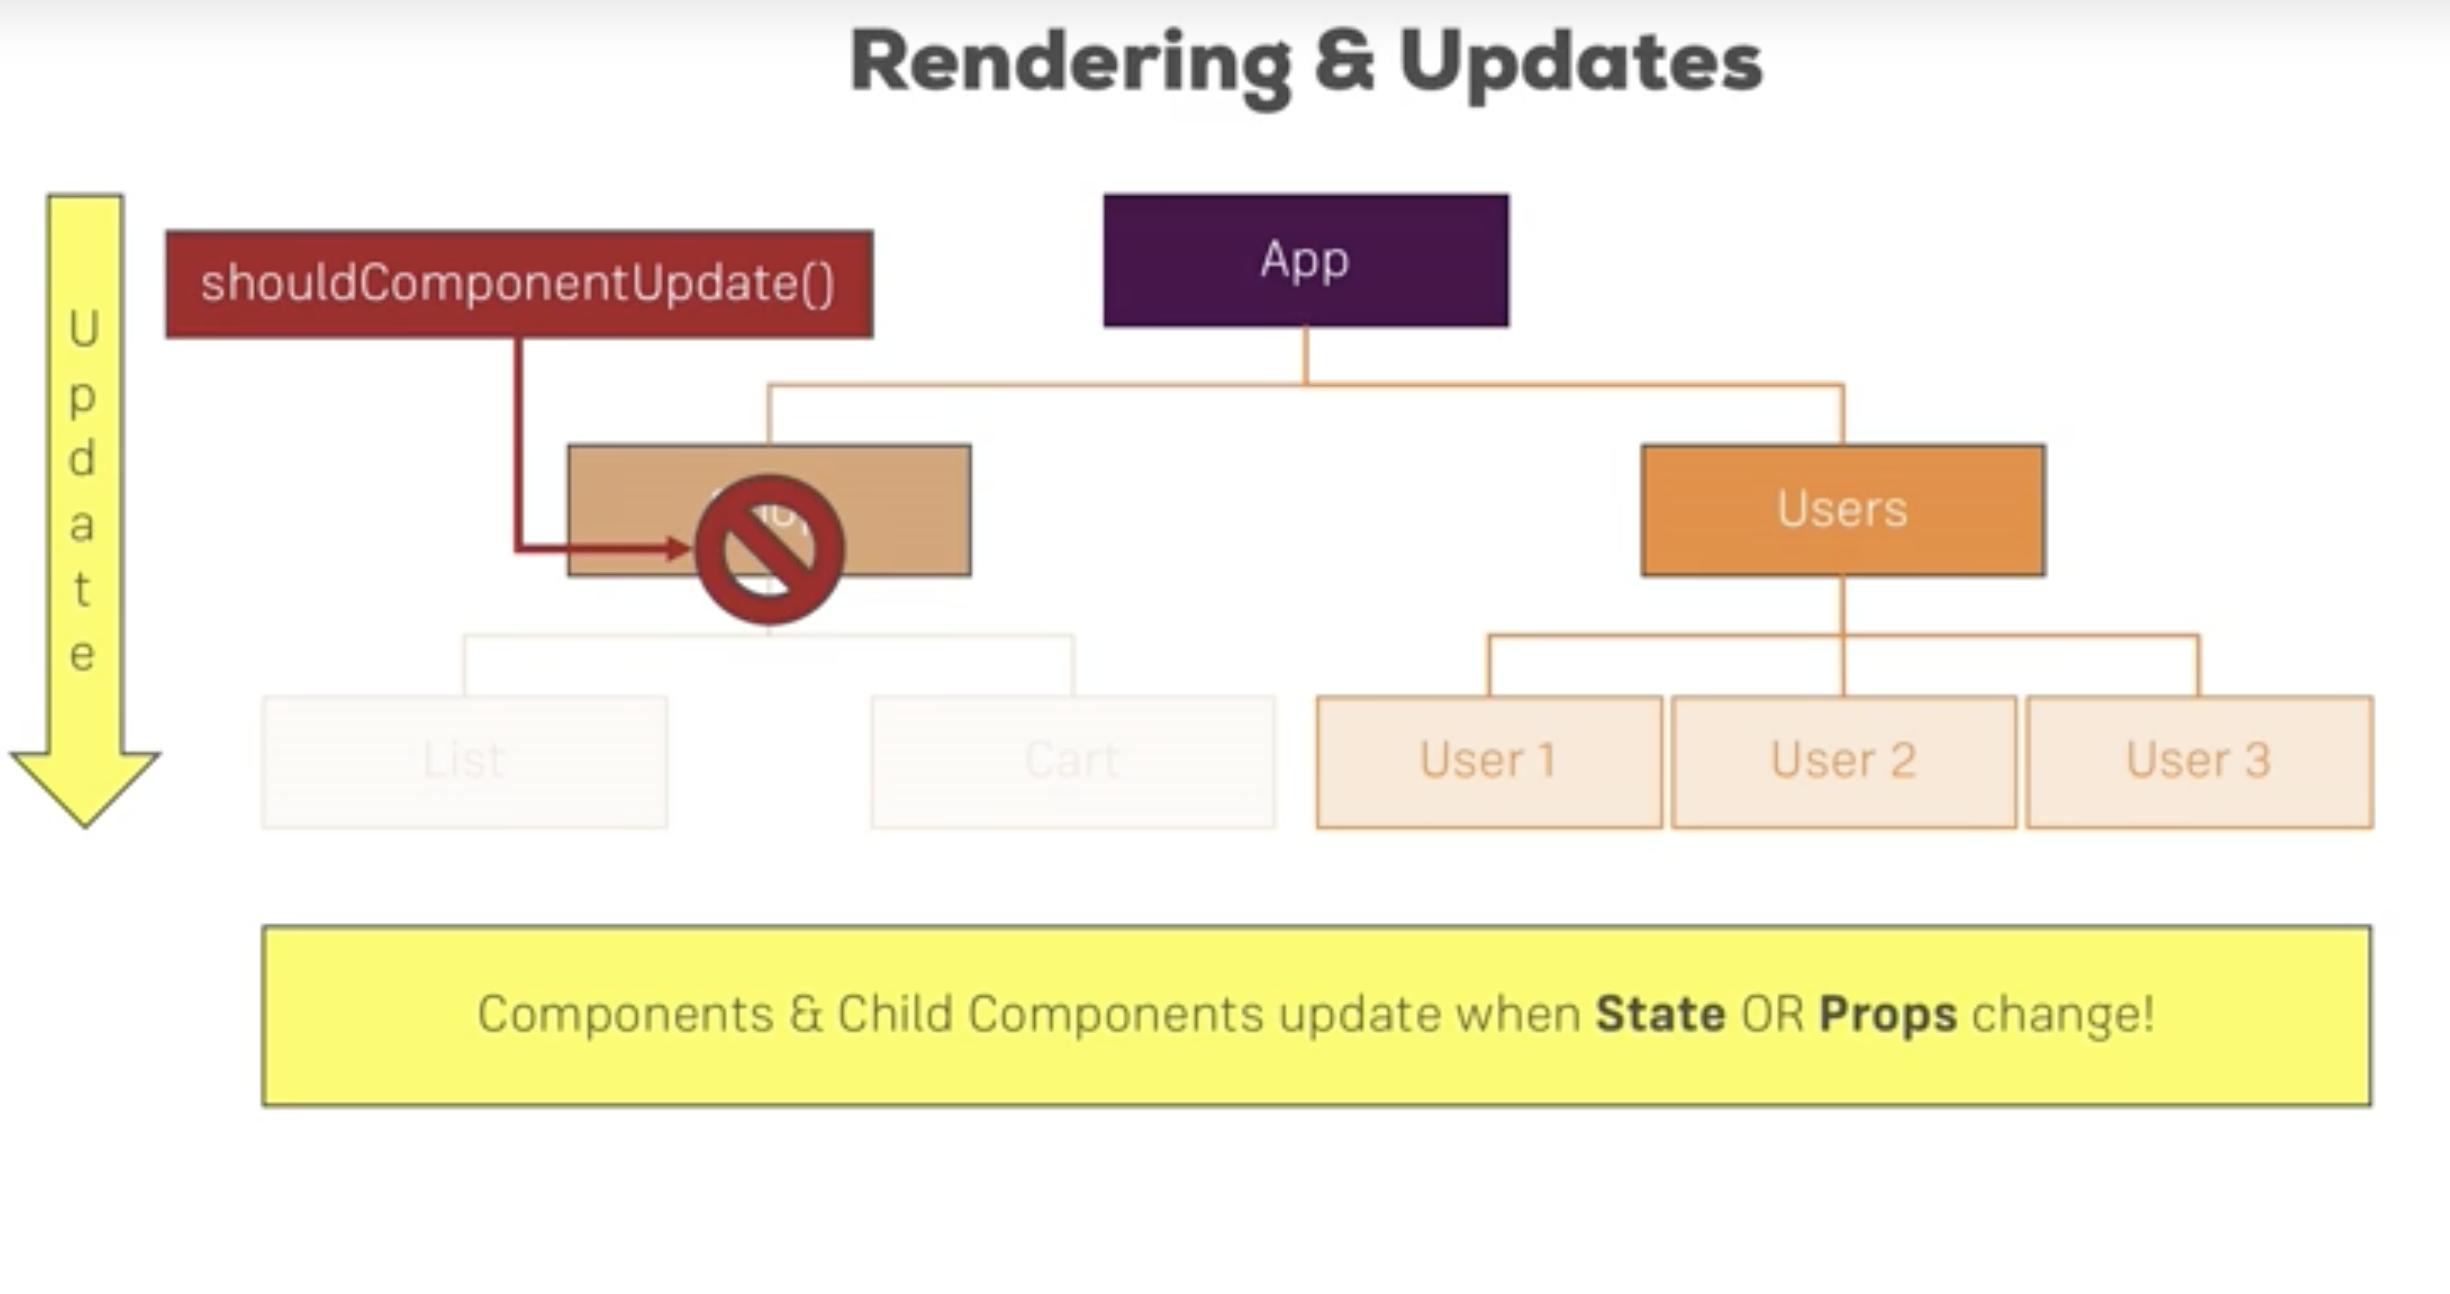 Rendering & Updates
Update
shouldComponentUpdate()
App
Users
List
Cart
User 1
User 2
User 3
Components & Child Components update when State OR Props change!